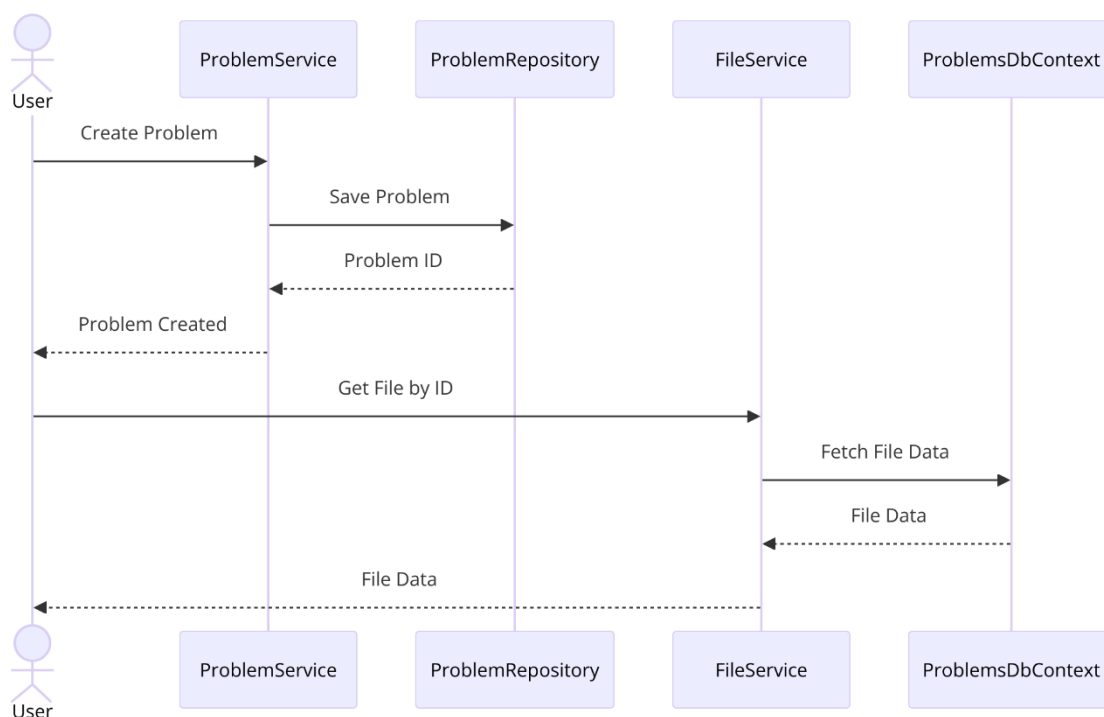 ProblemService
ProblemRepository
FileService
ProblemsDbContext
User
Create Problem
Save Problem
Problem ID
Problem Created
Get File by ID
Fetch File Data
File Data
File Data
ProblemService
ProblemRepository
FileService
ProblemsDbContext
User